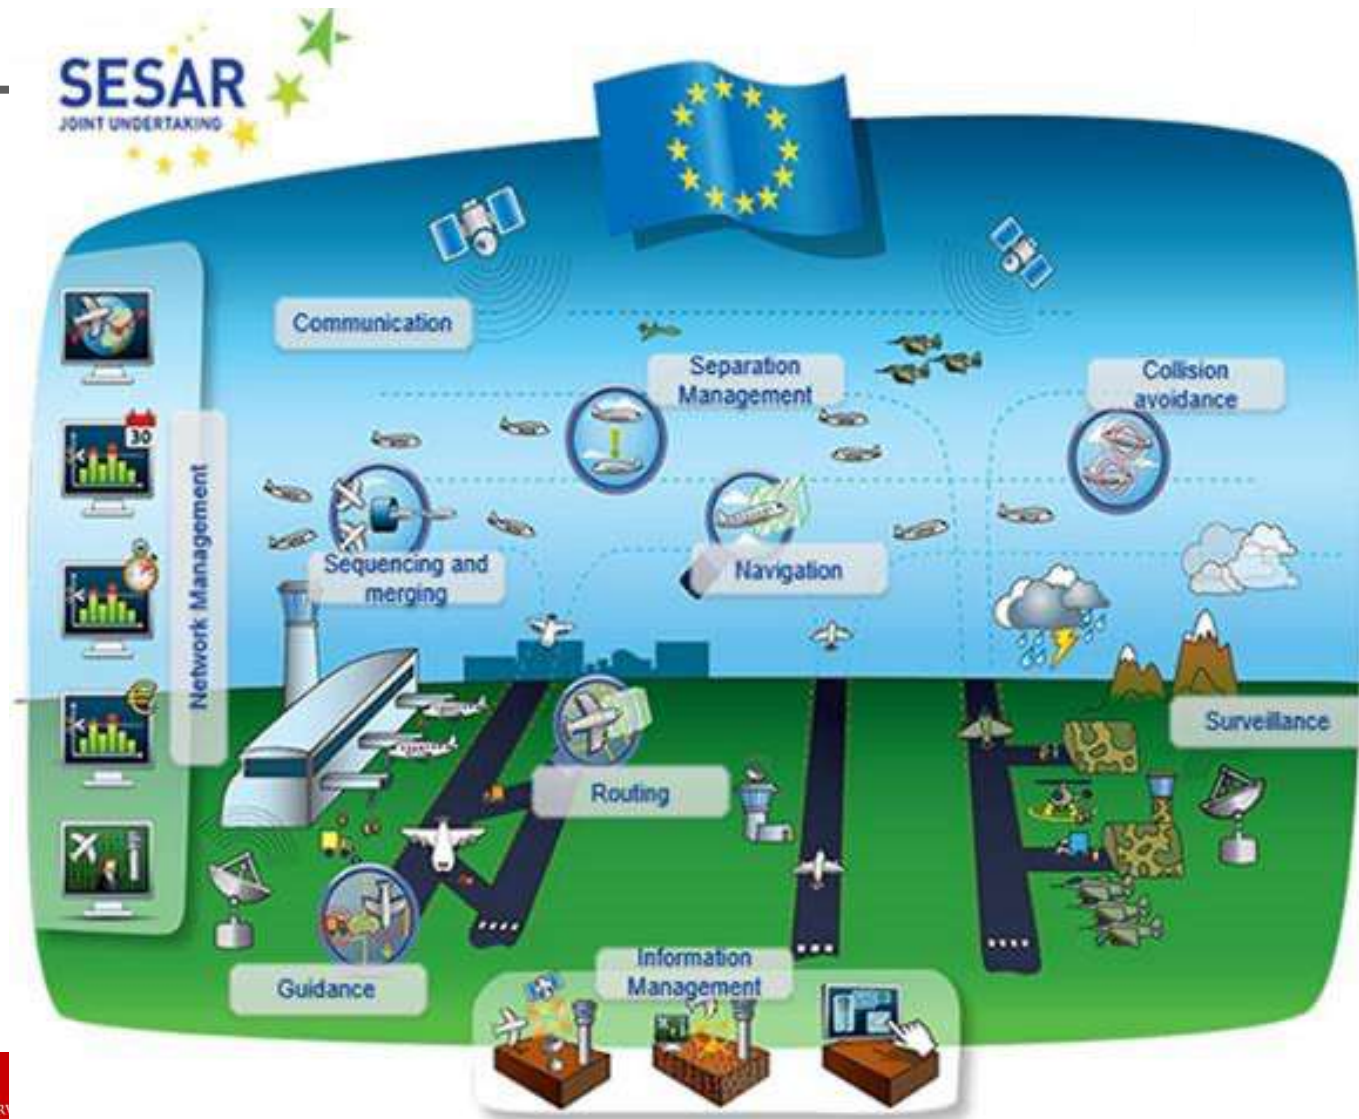 SESAR
JOINT UNDERTAKING
Communication
Separation
Management
Collision
avoidance
30
Network Management
Sequencing and
merging
Navigation
Surveillance
Routing
Guidance
Information
Management